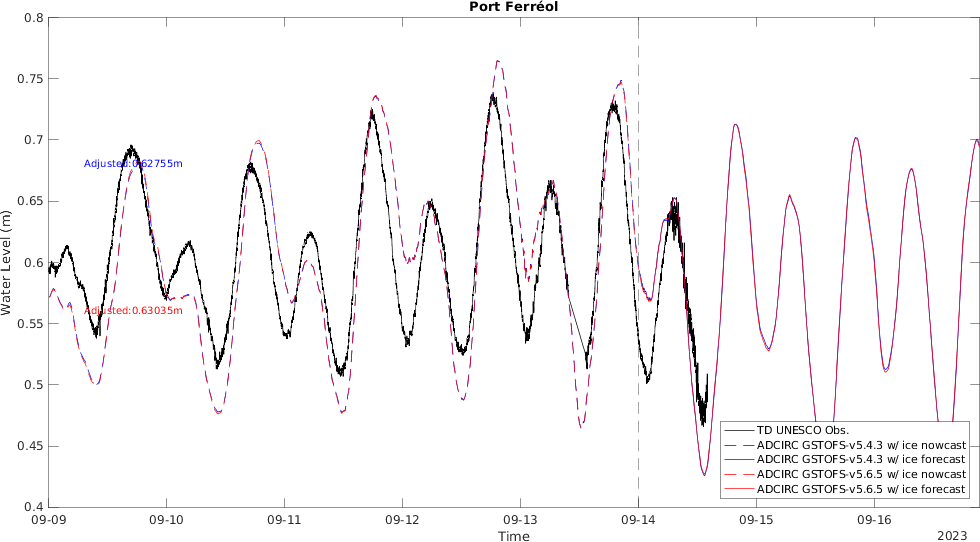 Port Ferréol
0.8
0.75
0.7
0.65
0.6
0.55
0.5
0.45
0.4
Water Level (m)
Adjusted:0.62755m
Adjusted:0.63035m
TD UNESCO Obs.
ADCIRC GSTOFS-v5.4.3 w/ ice nowcast
ADCIRC GSTOFS-v5.4.3 w/ ice forecast
ADCIRC GSTOFS-v5.6.5 w/ ice nowcast
ADCIRC GSTOFS-v5.6.5 w/ ice forecast
09-09 09-10 09-11 09-12 09-13 09-14 09-15 09-16
Time
2023